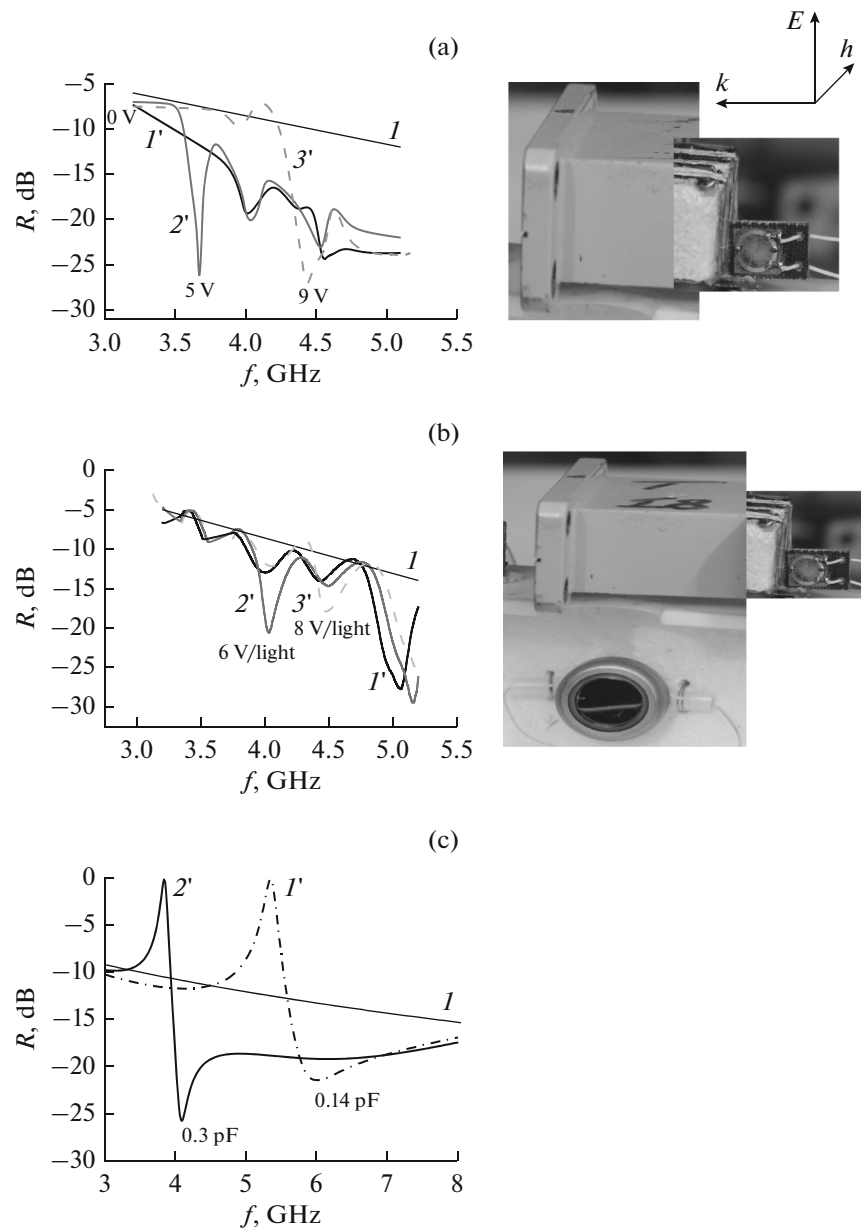 (a)
E
h
k
−5
−10
−15
−20
−25
−30
R, dB
0 V
1'
1
3'
2'
5 V
9 V
3.0 3.5 4.0 4.5 5.0 5.5
f, GHz
(b)
0
−5
−10
−15
−20
−25
−30
R, dB
1
2'
3'
6 V/light
8 V/light
1'
3.0 3.5 4.0 4.5 5.0 5.5
f, GHz
(c)
0
−5
−10
−15
−20
−25
−30
R, dB
2'
1'
1
0.3 pF
0.14 pF
3 4 5 6 7 8
f, GHz